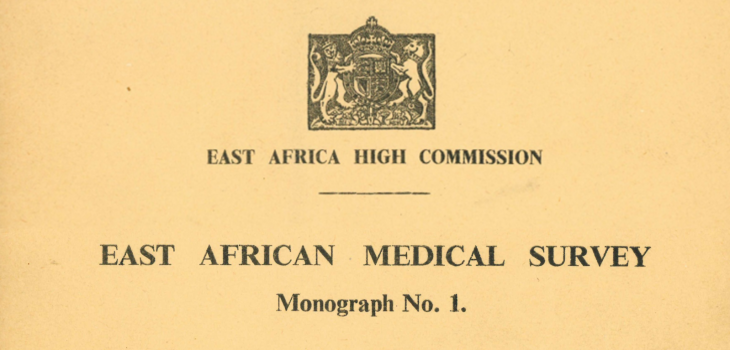 EAST AFRICA HIGH COMMISSION
EAST AFRICAN MEDICAL SURVEY
Monograph No. 1.